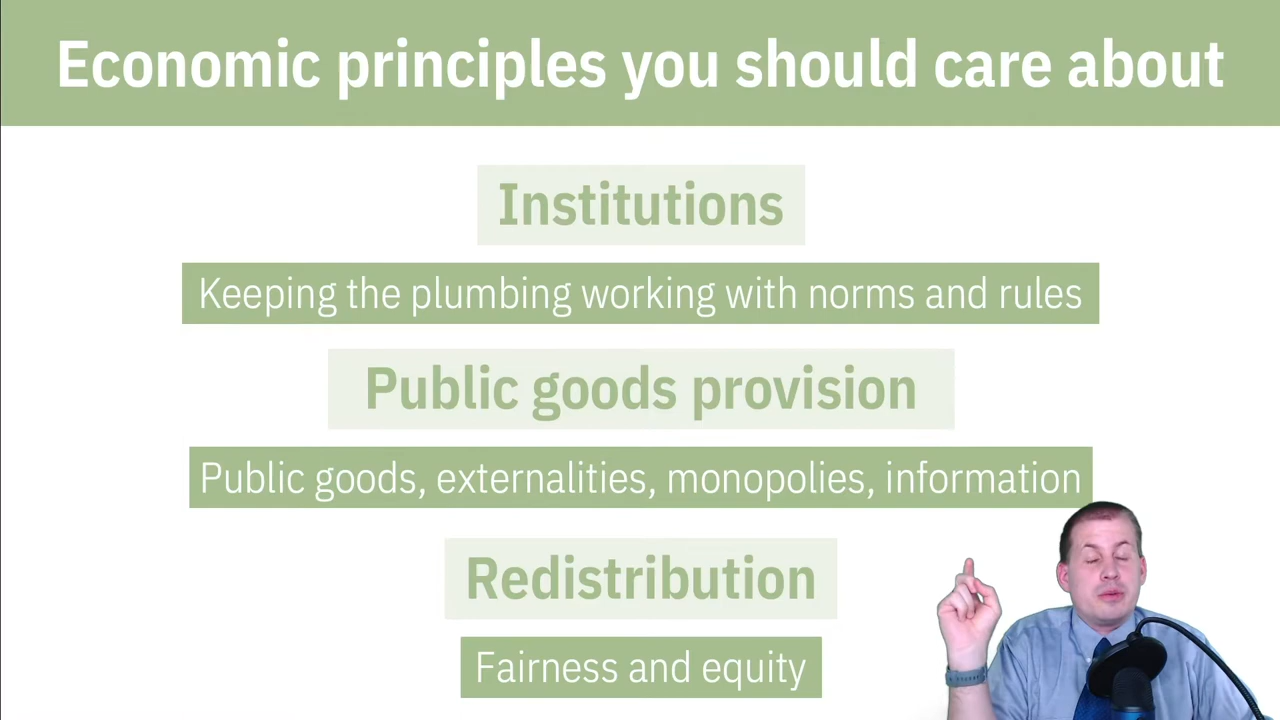 Economic principles you should care about
Institutions
Keeping the plumbing working with norms and rules
Public goods provision
Public goods, externalities, monopolies, information
Redistribution
Fairness and equity